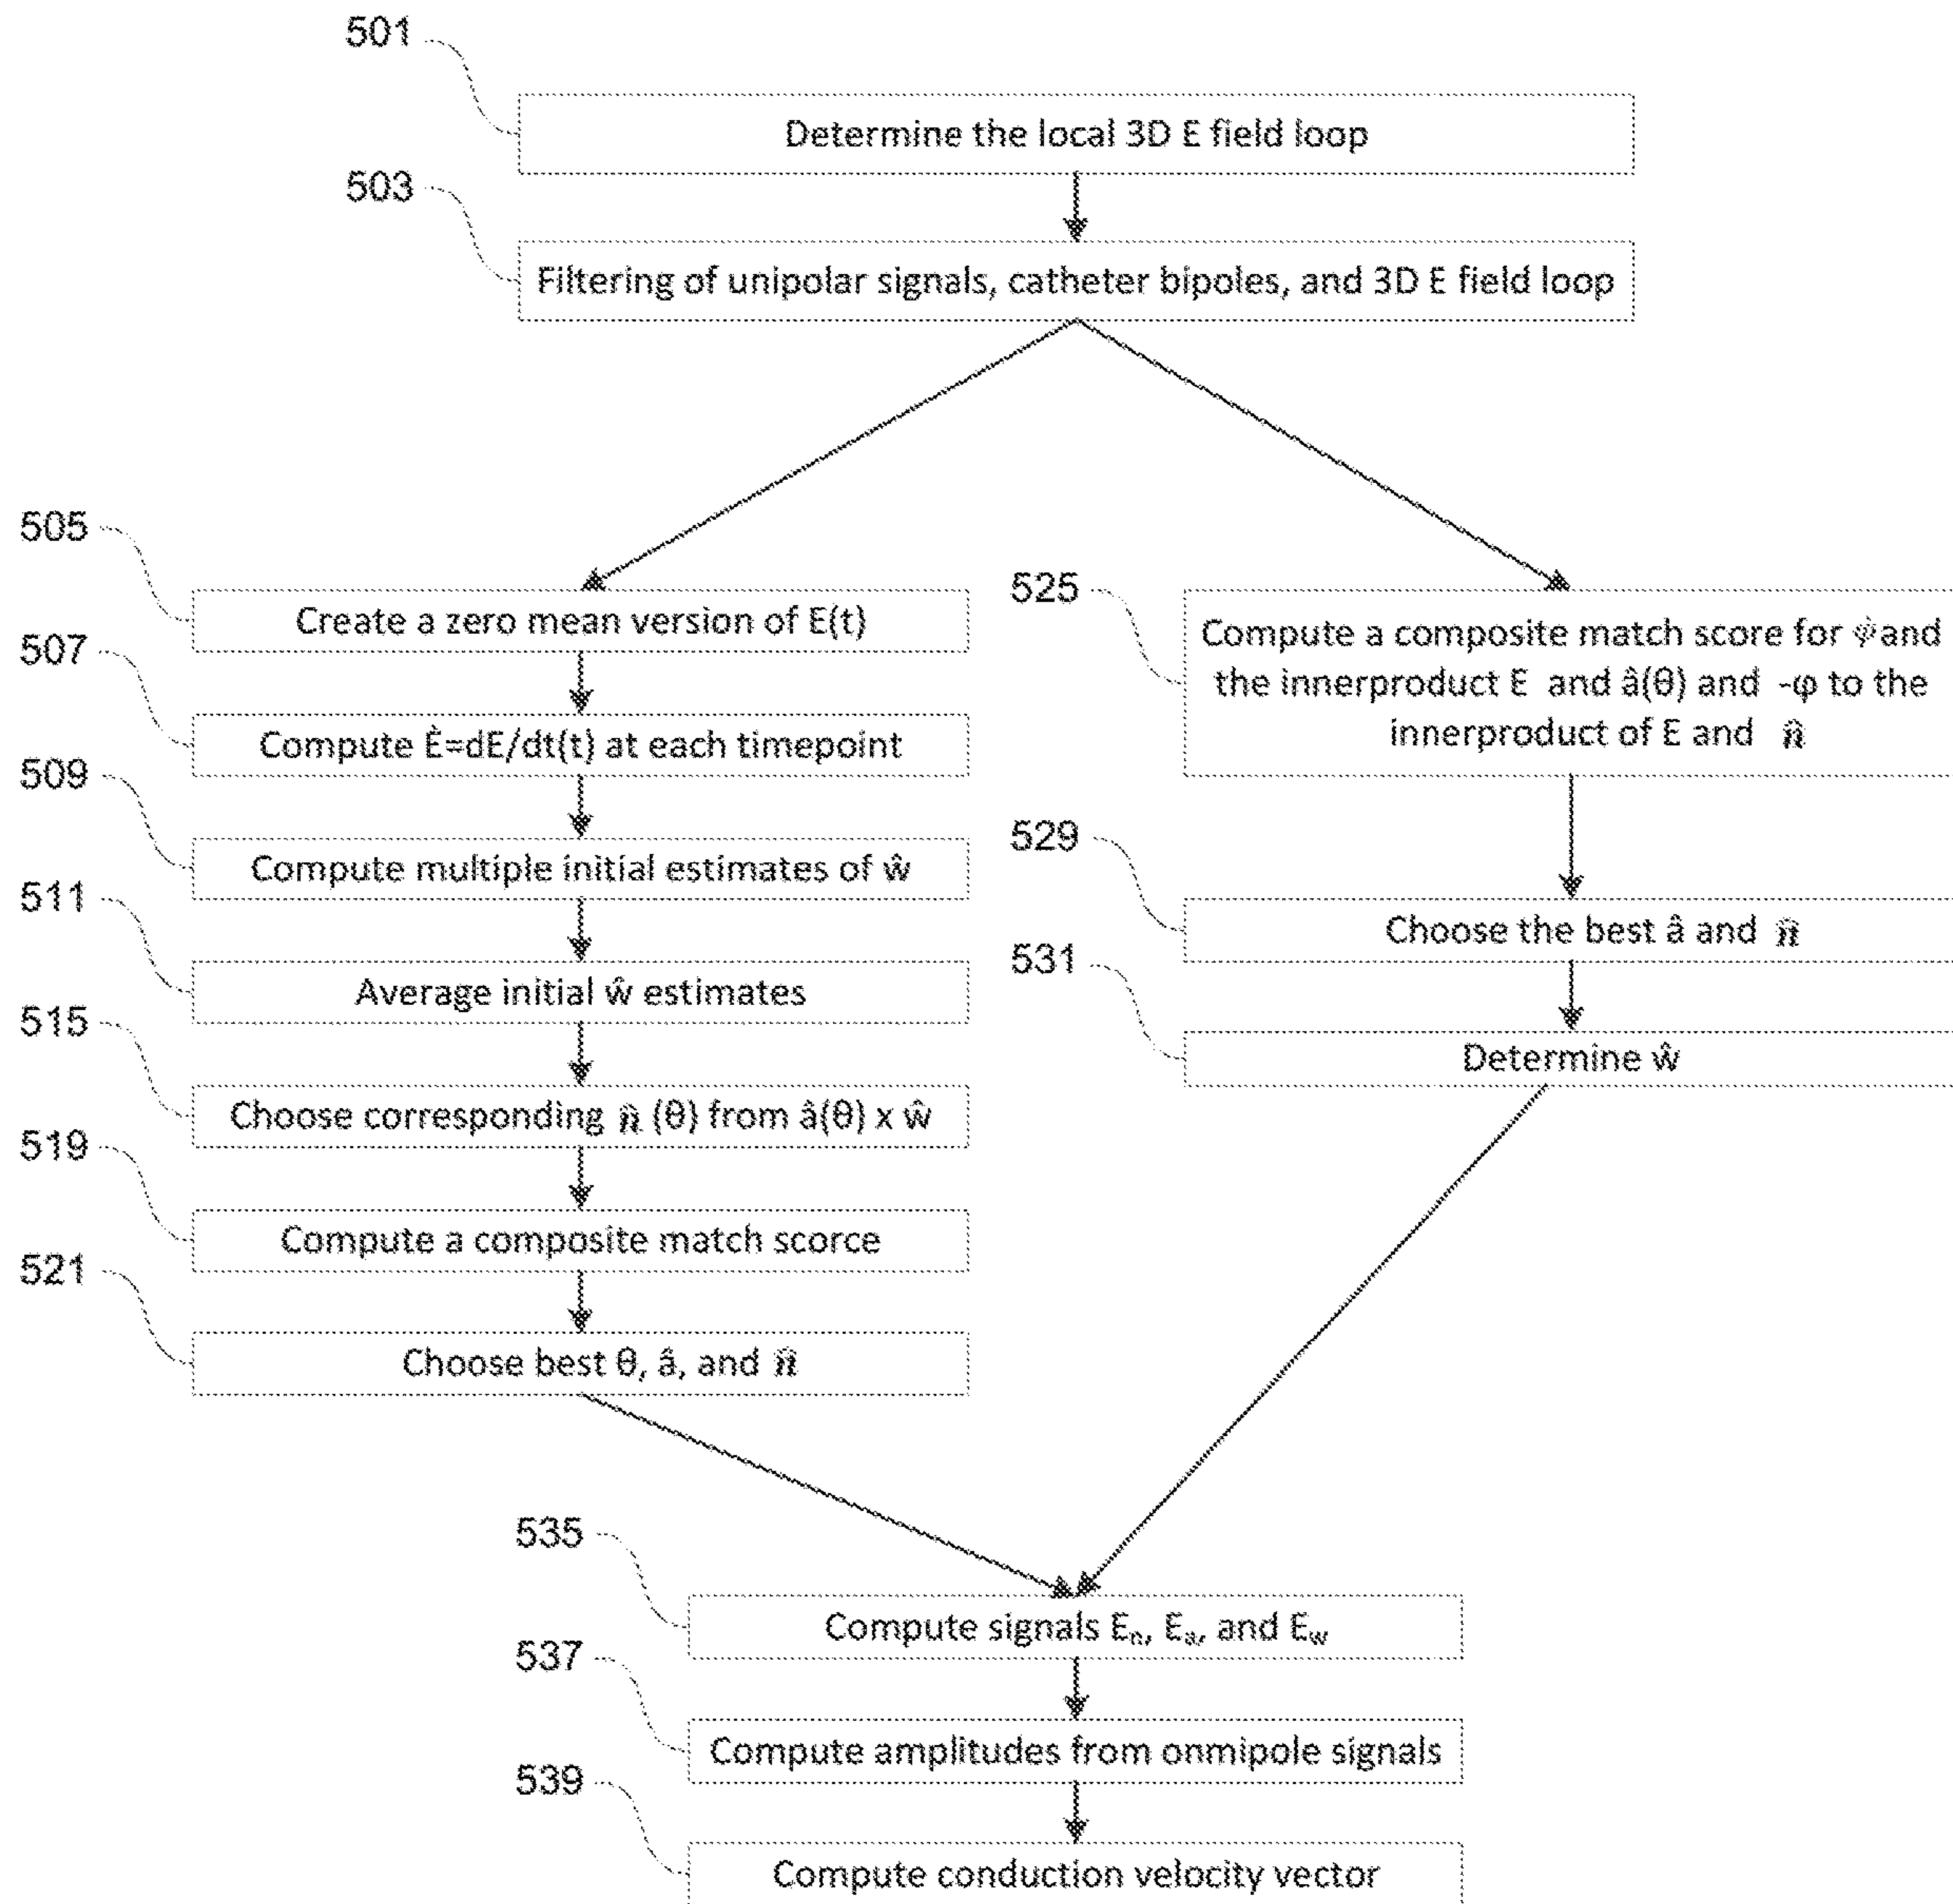 501
Determine the local 3D E field loop
503
Filtering of unipolar signals, catheter bipoles, and 3D E field loop
505
Create a zero mean version of E(t)
507
Compute Ė=dE/dt(t) at each timepoint
509
Compute multiple initial estimates of ŵ
511
Average initial ŵ estimates
515
Choose corresponding n̂ (θ) from â(θ) x ŵ
519
Compute a composite match scorce
521
Choose best θ, â, and n̂
525
Compute a composite match score for φ̇ and
the innerproduct E and â(θ) and -φ to the
innerproduct of E and n̂
529
Choose the best â and n̂
531
Determine ŵ
535
Compute signals Eₙ, Eₐ, and E_w
537
Compute amplitudes from onmipole signals
539
Compute conduction velocity vector